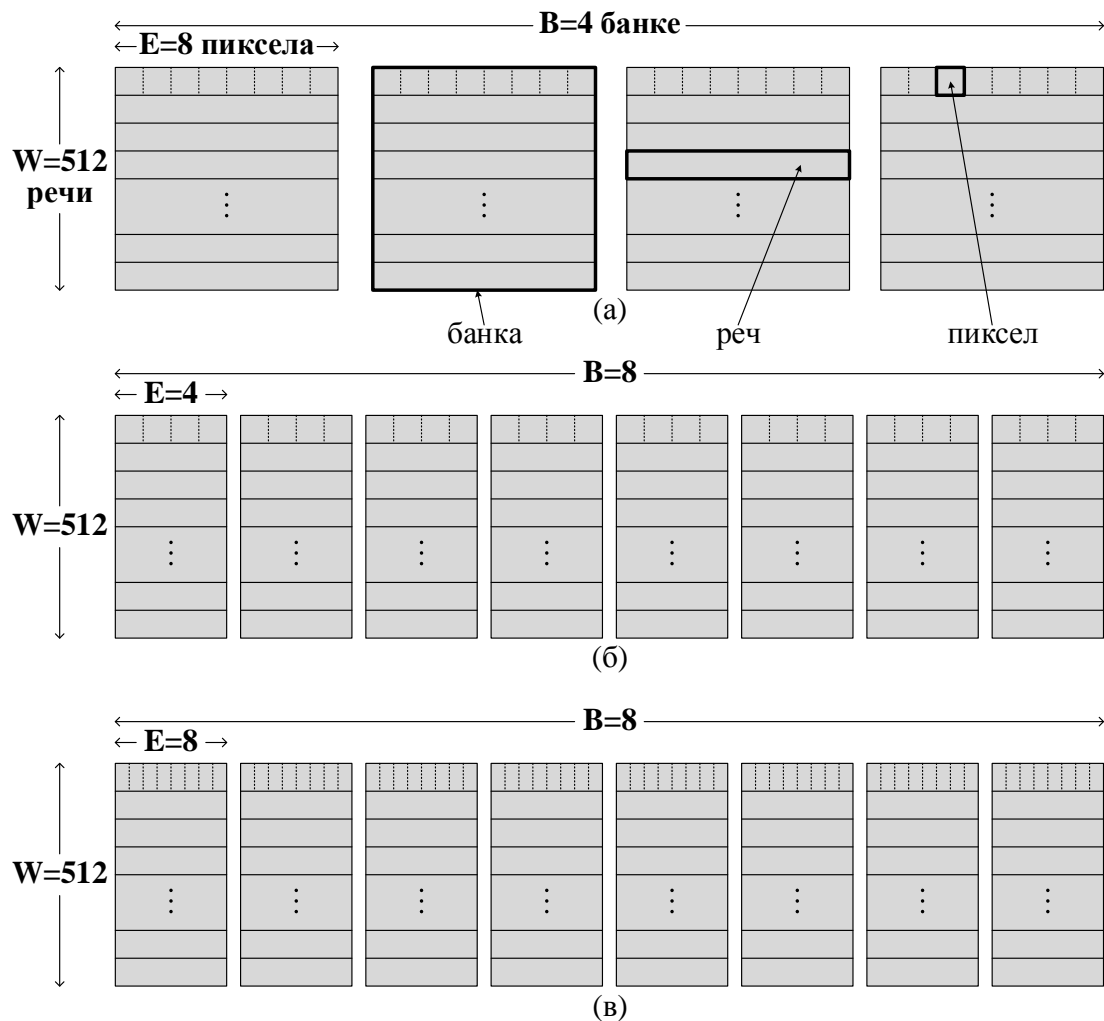 B=4 банке
E=8 пиксела
W=512
речи
(а)
банка
реч
пиксел
B=8
E=4
W=512
(б)
B=8
E=8
W=512
(в)